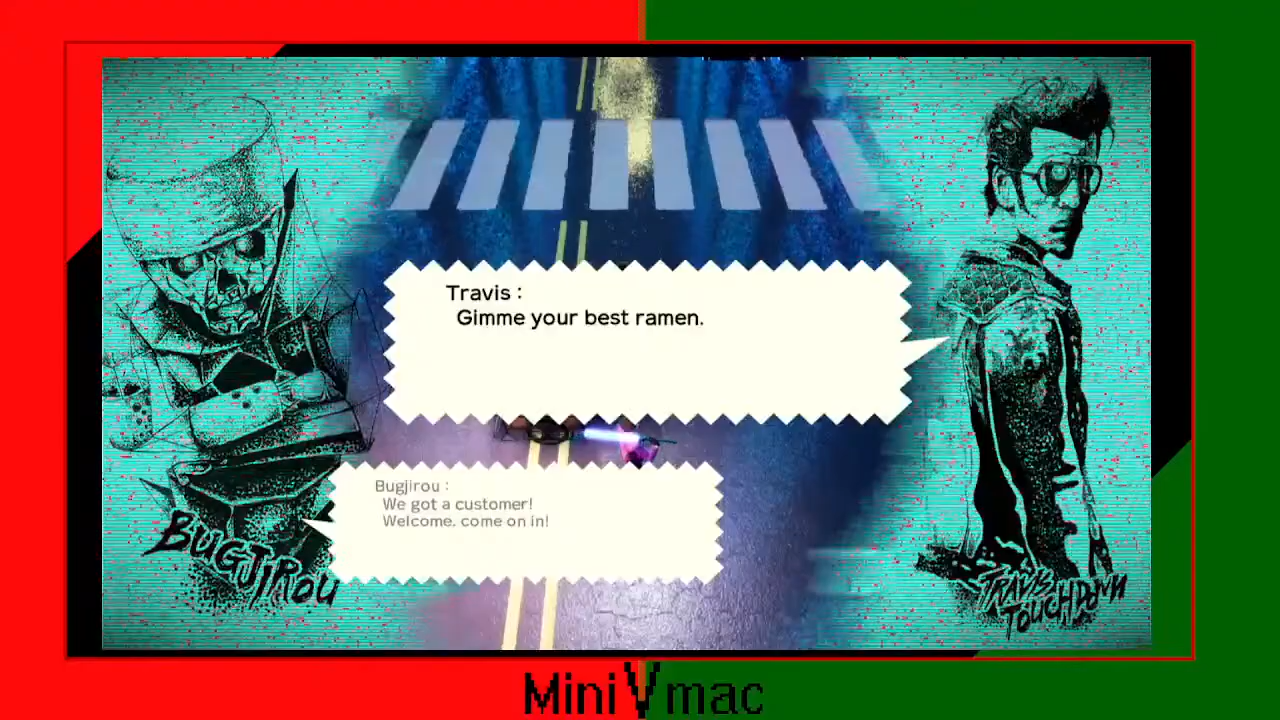 Travis :
Gimme your best ramen.
Bugjirou :
We got a customer!
Welcome. come on in!
BUGJIROU
TRAVIS
TOUCHDOWN
Mini Vmac